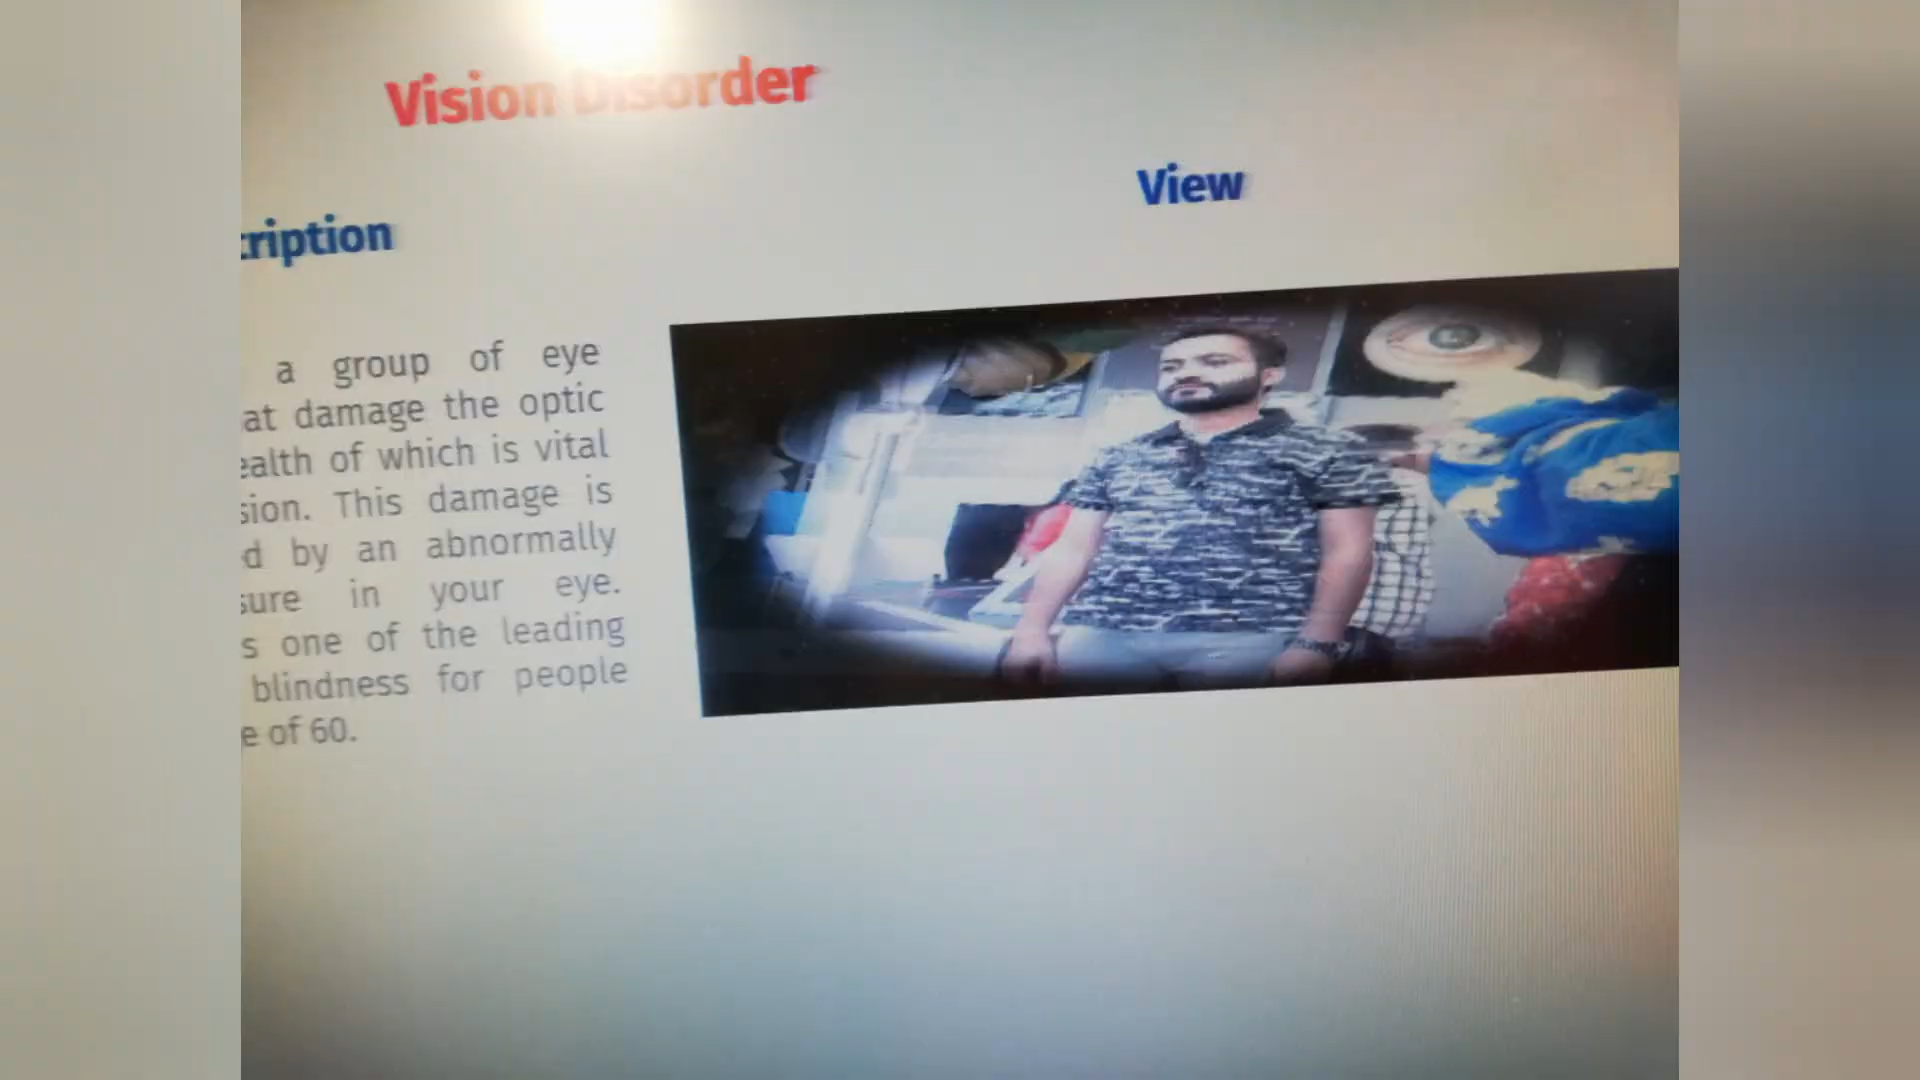 Vision Disorder
View
cription
a group of eye
at damage the optic
ealth of which is vital
sion. This damage is
d by an abnormally
sure in your eye.
s one of the leading
blindness for people
e of 60.